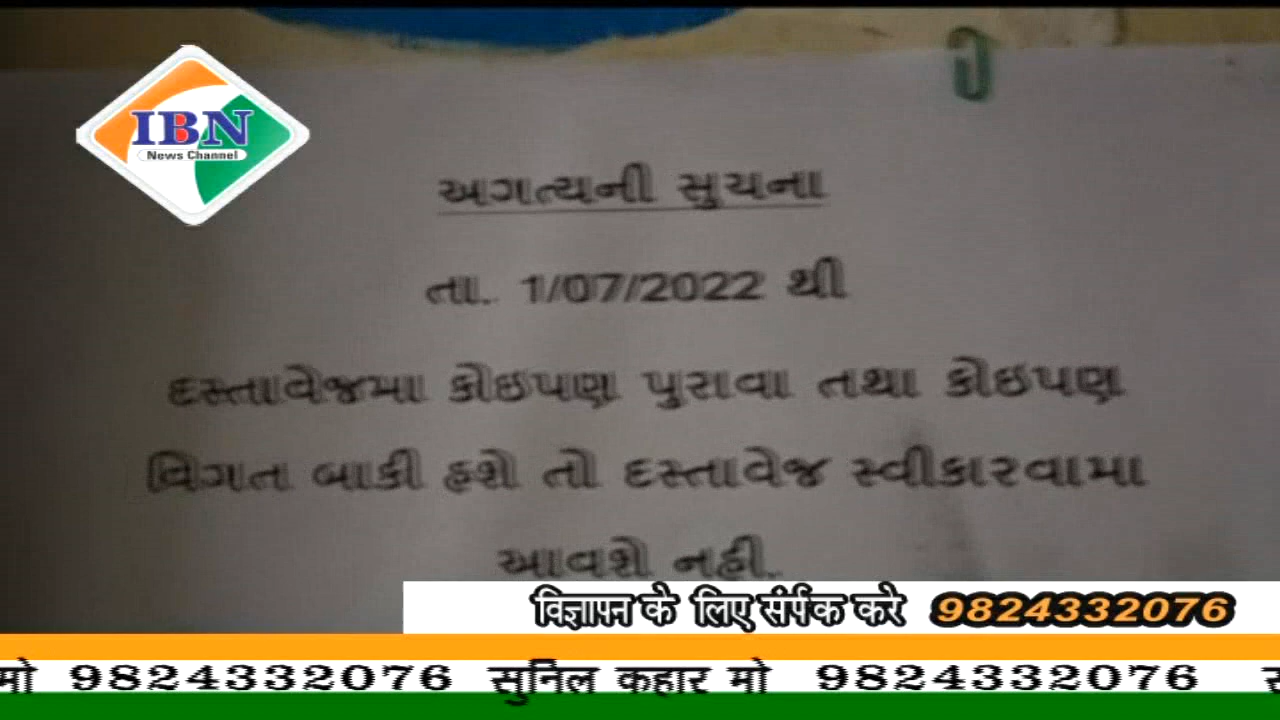 IBN
News Channel
અગત્યની સુચના
તા. 1/07/2022 થી
દસ્તાવેજમા કોઇપણ પુરાવા તથા કોઇપણ
વિગત બાકી હશે તો દસ્તાવેજ સ્વીકારવામા
આવશે નહી.
विज्ञापन के लिए संर्पक करे 9824332076
मो 9824332076 सुनिल कहार मो 9824332076